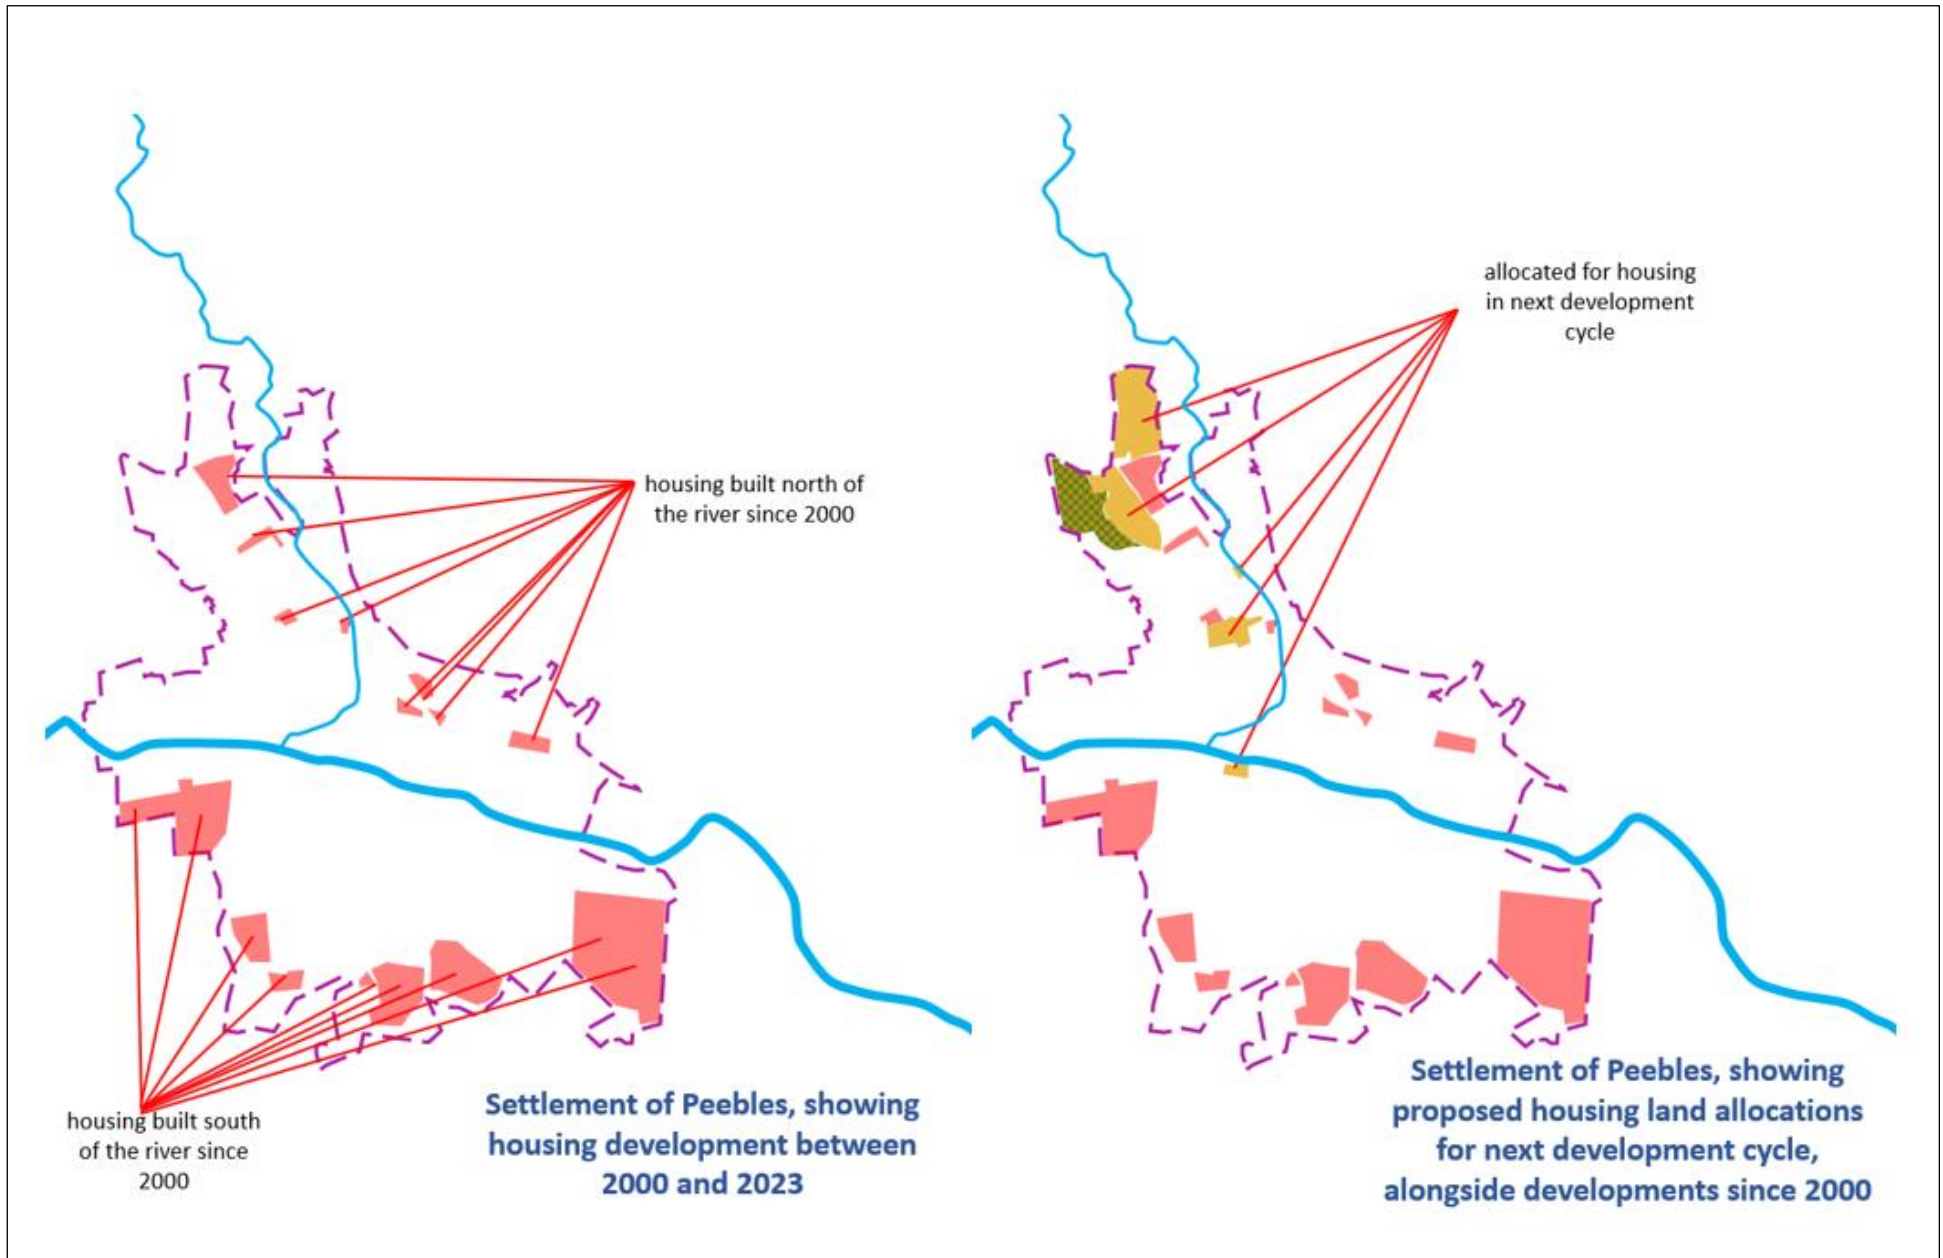 housing built north of
the river since 2000
housing built south
of the river since
2000
Settlement of Peebles, showing
housing development between
2000 and 2023
allocated for housing
in next development
cycle
Settlement of Peebles, showing
proposed housing land allocations
for next development cycle,
alongside developments since 2000